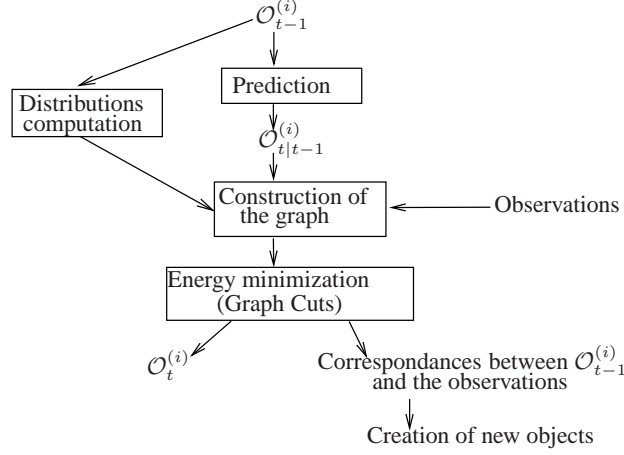 𝒪_{t−1}^{(i)}
Prediction
Distributions
computation
𝒪_{t|t−1}^{(i)}
Construction of
the graph
Observations
Energy minimization
(Graph Cuts)
𝒪_t^{(i)}
Correspondances between 𝒪_{t−1}^{(i)}
and the observations
Creation of new objects